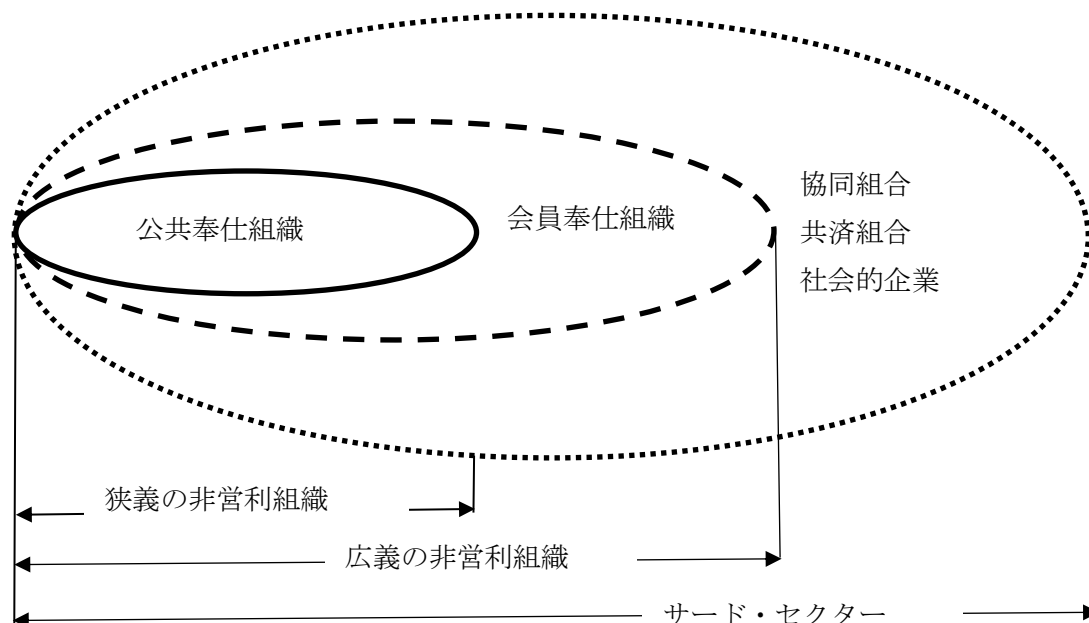 協同組合
公共奉仕組織
会員奉仕組織
共済組合
社会的企業
狭義の非営利組織
広義の非営利組織
サード・セクター